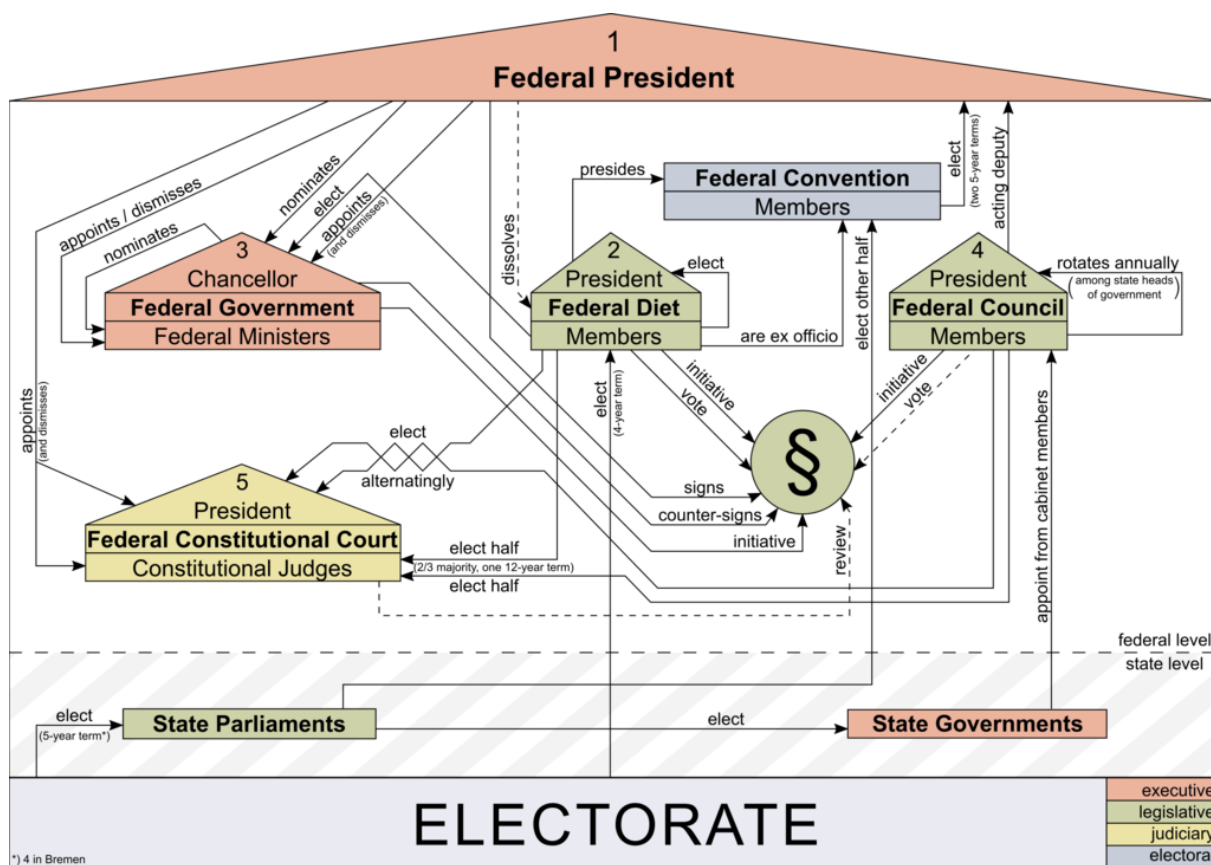 1
Federal President
appoints / dismisses
nominates
nominates
elect
appoints
(and dismisses)
dissolves
presides
Federal Convention
Members
elect
(two 5-year terms)
acting deputy
3
Chancellor
Federal Government
Federal Ministers
2
President
Federal Diet
Members
elect
are ex officio
elect other half
4
President
Federal Council
Members
rotates annually
(among state heads
of government)
appoints
(and dismisses)
elect
(4-year term)
initiative
vote
initiative
vote
§
elect
alternatingly
signs
counter-signs
initiative
review
appoint from cabinet members
5
President
Federal Constitutional Court
Constitutional Judges
elect half
(2/3 majority, one 12-year term)
elect half
federal level
state level
elect
(5-year term*)
State Parliaments
elect
State Governments
ELECTORATE
*) 4 in Bremen
executive
legislative
judiciary
electora